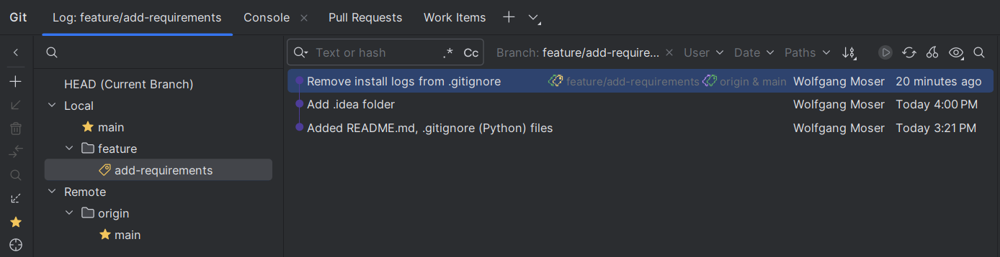 Git Log: feature/add-requirements Console Pull Requests Work Items
Text or hash .* Cc Branch: feature/add-require... User Date Paths
HEAD (Current Branch)
Local
main
feature
add-requirements
Remote
origin
main
Remove install logs from .gitignore feature/add-requirements origin & main Wolfgang Moser 20 minutes ago
Add .idea folder Wolfgang Moser Today 4:00 PM
Added README.md, .gitignore (Python) files Wolfgang Moser Today 3:21 PM